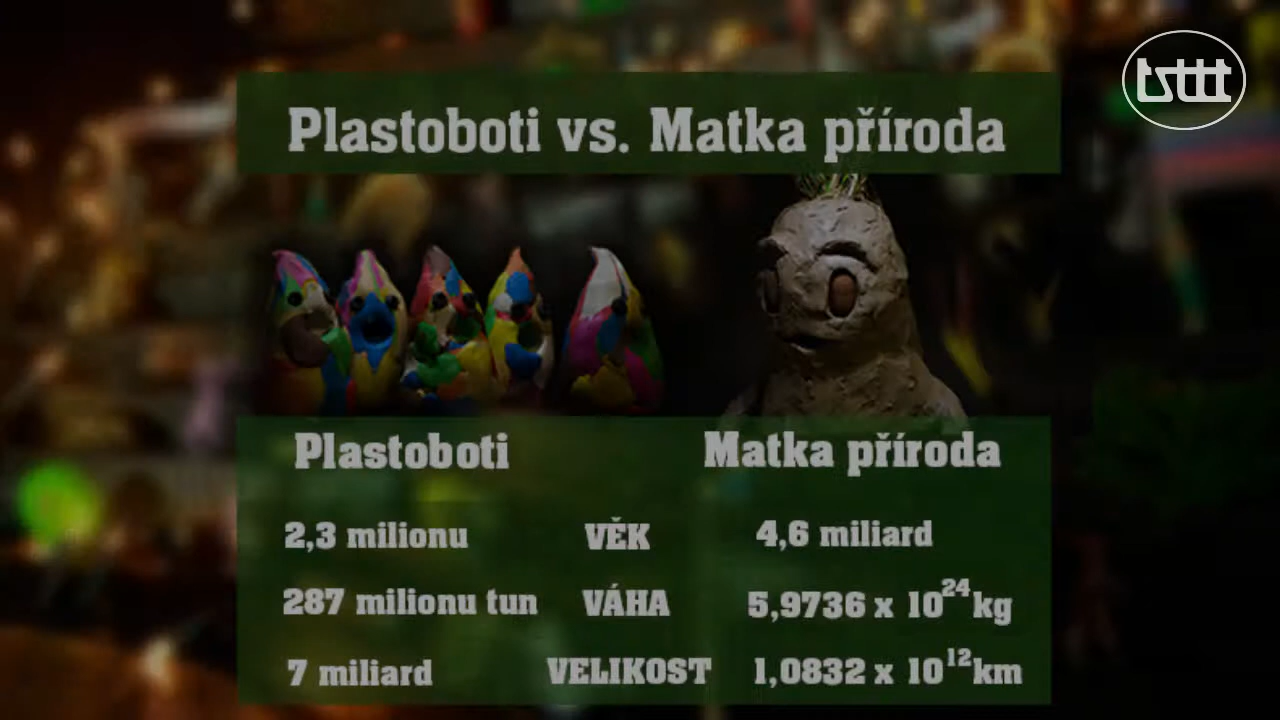 tsttt
Plastoboti vs. Matka příroda
Plastoboti Matka příroda
2,3 milionu VĚK 4,6 miliard
287 milionu tun VÁHA 5,9736 x 10²⁴kg
7 miliard VELIKOST 1,0832 x 10¹²km